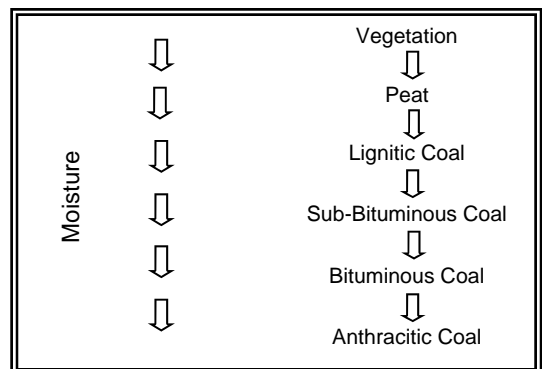 Moisture
Vegetation
Peat
Lignitic Coal
Sub-Bituminous Coal
Bituminous Coal
Anthracitic Coal